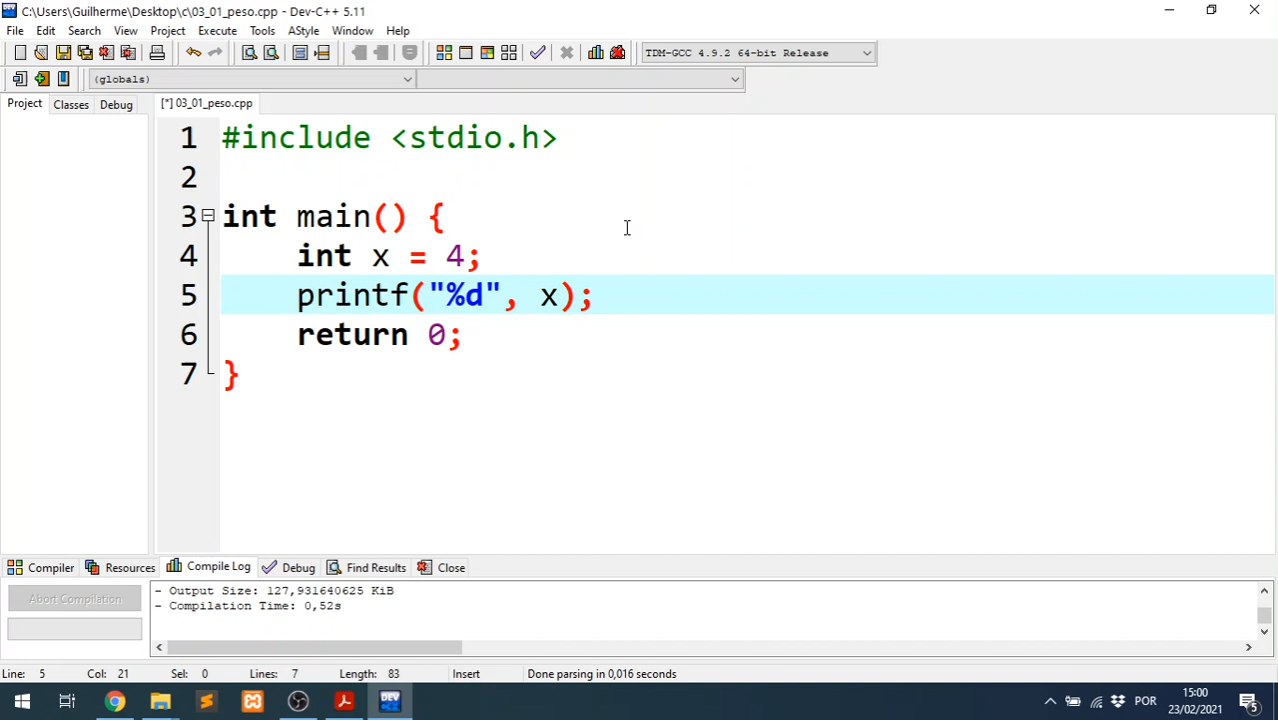 C:\Users\Guilherme\Desktop\c\03_01_peso.cpp - Dev-C++ 5.11
File Edit Search View Project Execute Tools AStyle Window Help
TDM-GCC 4.9.2 64-bit Release
(globals)
Project Classes Debug [*] 03_01_peso.cpp
1 #include <stdio.h>
2
3 int main() {
4 int x = 4;
5 printf("%d", x);
6 return 0;
7 }
Compiler Resources Compile Log Debug Find Results Close
Abort Compilation
- Output Size: 127,931640625 KiB
- Compilation Time: 0,52s
Line: 5 Col: 21 Sel: 0 Lines: 7 Length: 83 Insert Done parsing in 0,016 seconds
DEV
POR
15:00
23/02/2021
5